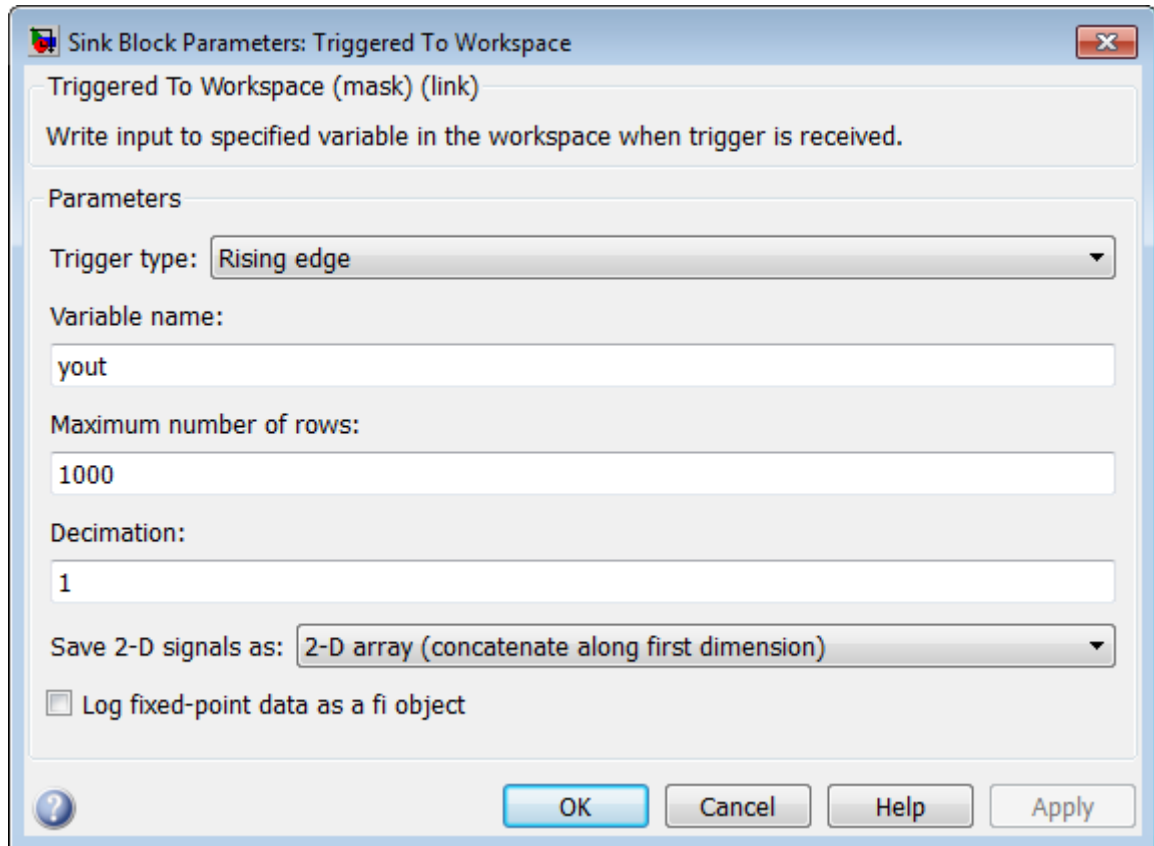 Sink Block Parameters: Triggered To Workspace
Triggered To Workspace (mask) (link)
Write input to specified variable in the workspace when trigger is received.
Parameters
Trigger type: Rising edge
Variable name:
yout
Maximum number of rows:
1000
Decimation:
1
Save 2-D signals as: 2-D array (concatenate along first dimension)
Log fixed-point data as a fi object
? OK Cancel Help Apply